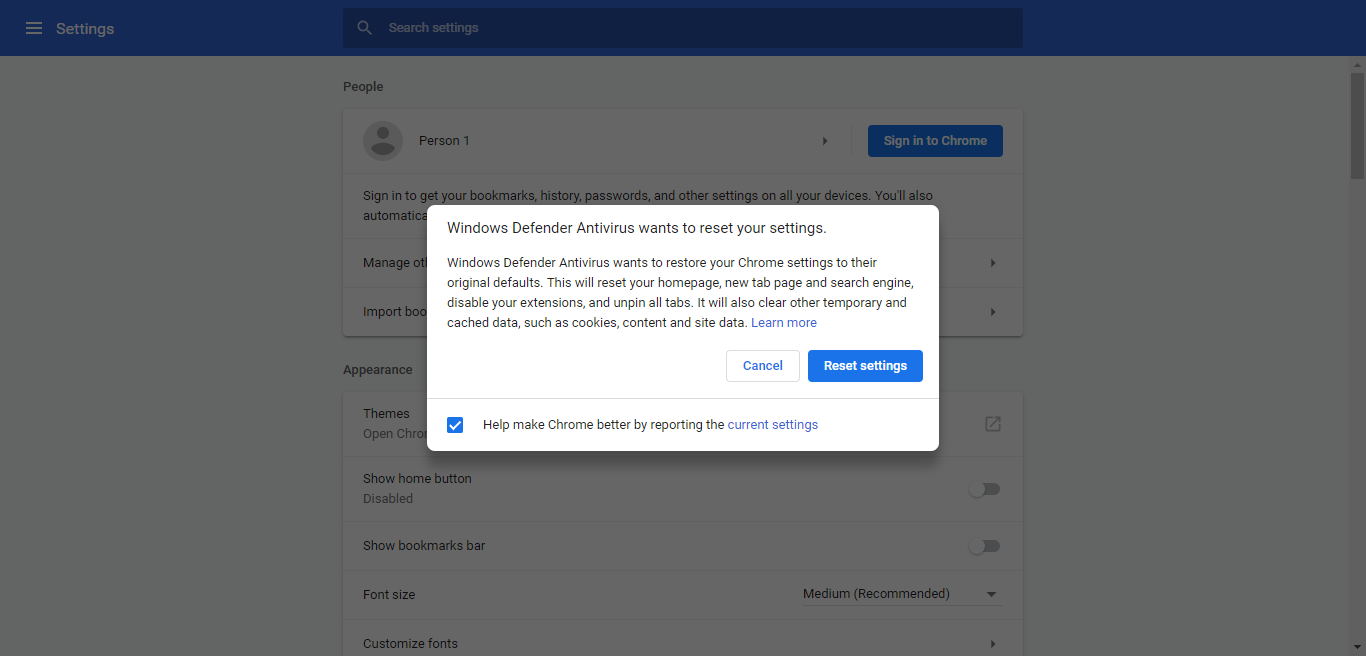 Settings
Search settings
People
Person 1
Sign in to Chrome
Sign in to get your bookmarks, history, passwords, and other settings on all your devices. You'll also
automatica
Windows Defender Antivirus wants to reset your settings.
Manage ot
Windows Defender Antivirus wants to restore your Chrome settings to their
original defaults. This will reset your homepage, new tab page and search engine,
disable your extensions, and unpin all tabs. It will also clear other temporary and
Import boo
cached data, such as cookies, content and site data. Learn more
Cancel
Reset settings
Appearance
Themes
Open Chro
Help make Chrome better by reporting the current settings
Show home button
Disabled
Show bookmarks bar
Font size
Medium (Recommended)
Customize fonts